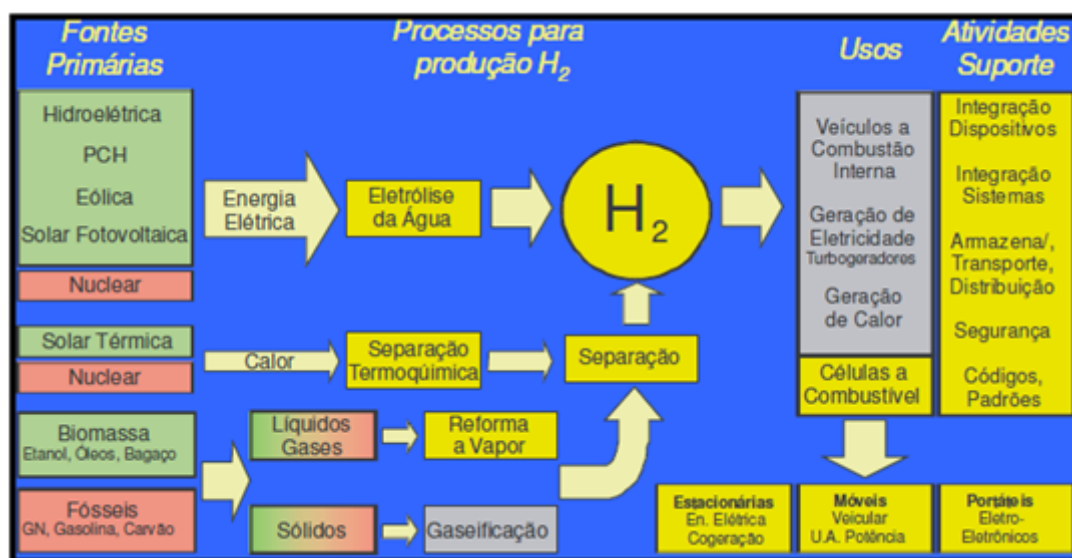 Fontes
Primárias
Processos para
produção H2
Usos
Atividades
Suporte
Hidroelétrica
PCH
Eólica
Solar Fotovoltaica
Nuclear
Energia
Elétrica
Eletrólise
da Água
H2
Veículos a
Combustão
Interna
Geração de
Eletricidade
Turbogeradores
Geração
de Calor
Células a
Combustível
Integração
Dispositivos
Integração
Sistemas
Armazena/,
Transporte,
Distribuição
Segurança
Códigos,
Padrões
Solar Térmica
Nuclear
Calor
Separação
Termoqúimica
Separação
Biomassa
Etanol, Óleos, Bagaço
Fósseis
GN, Gasolina, Carvão
Líquidos
Gases
Reforma
a Vapor
Sólidos
Gaseificação
Estacionárias
En. Elétrica
Cogeração
Móveis
Veicular
U.A. Potência
Portáteis
Eletro-
Eletrônicos